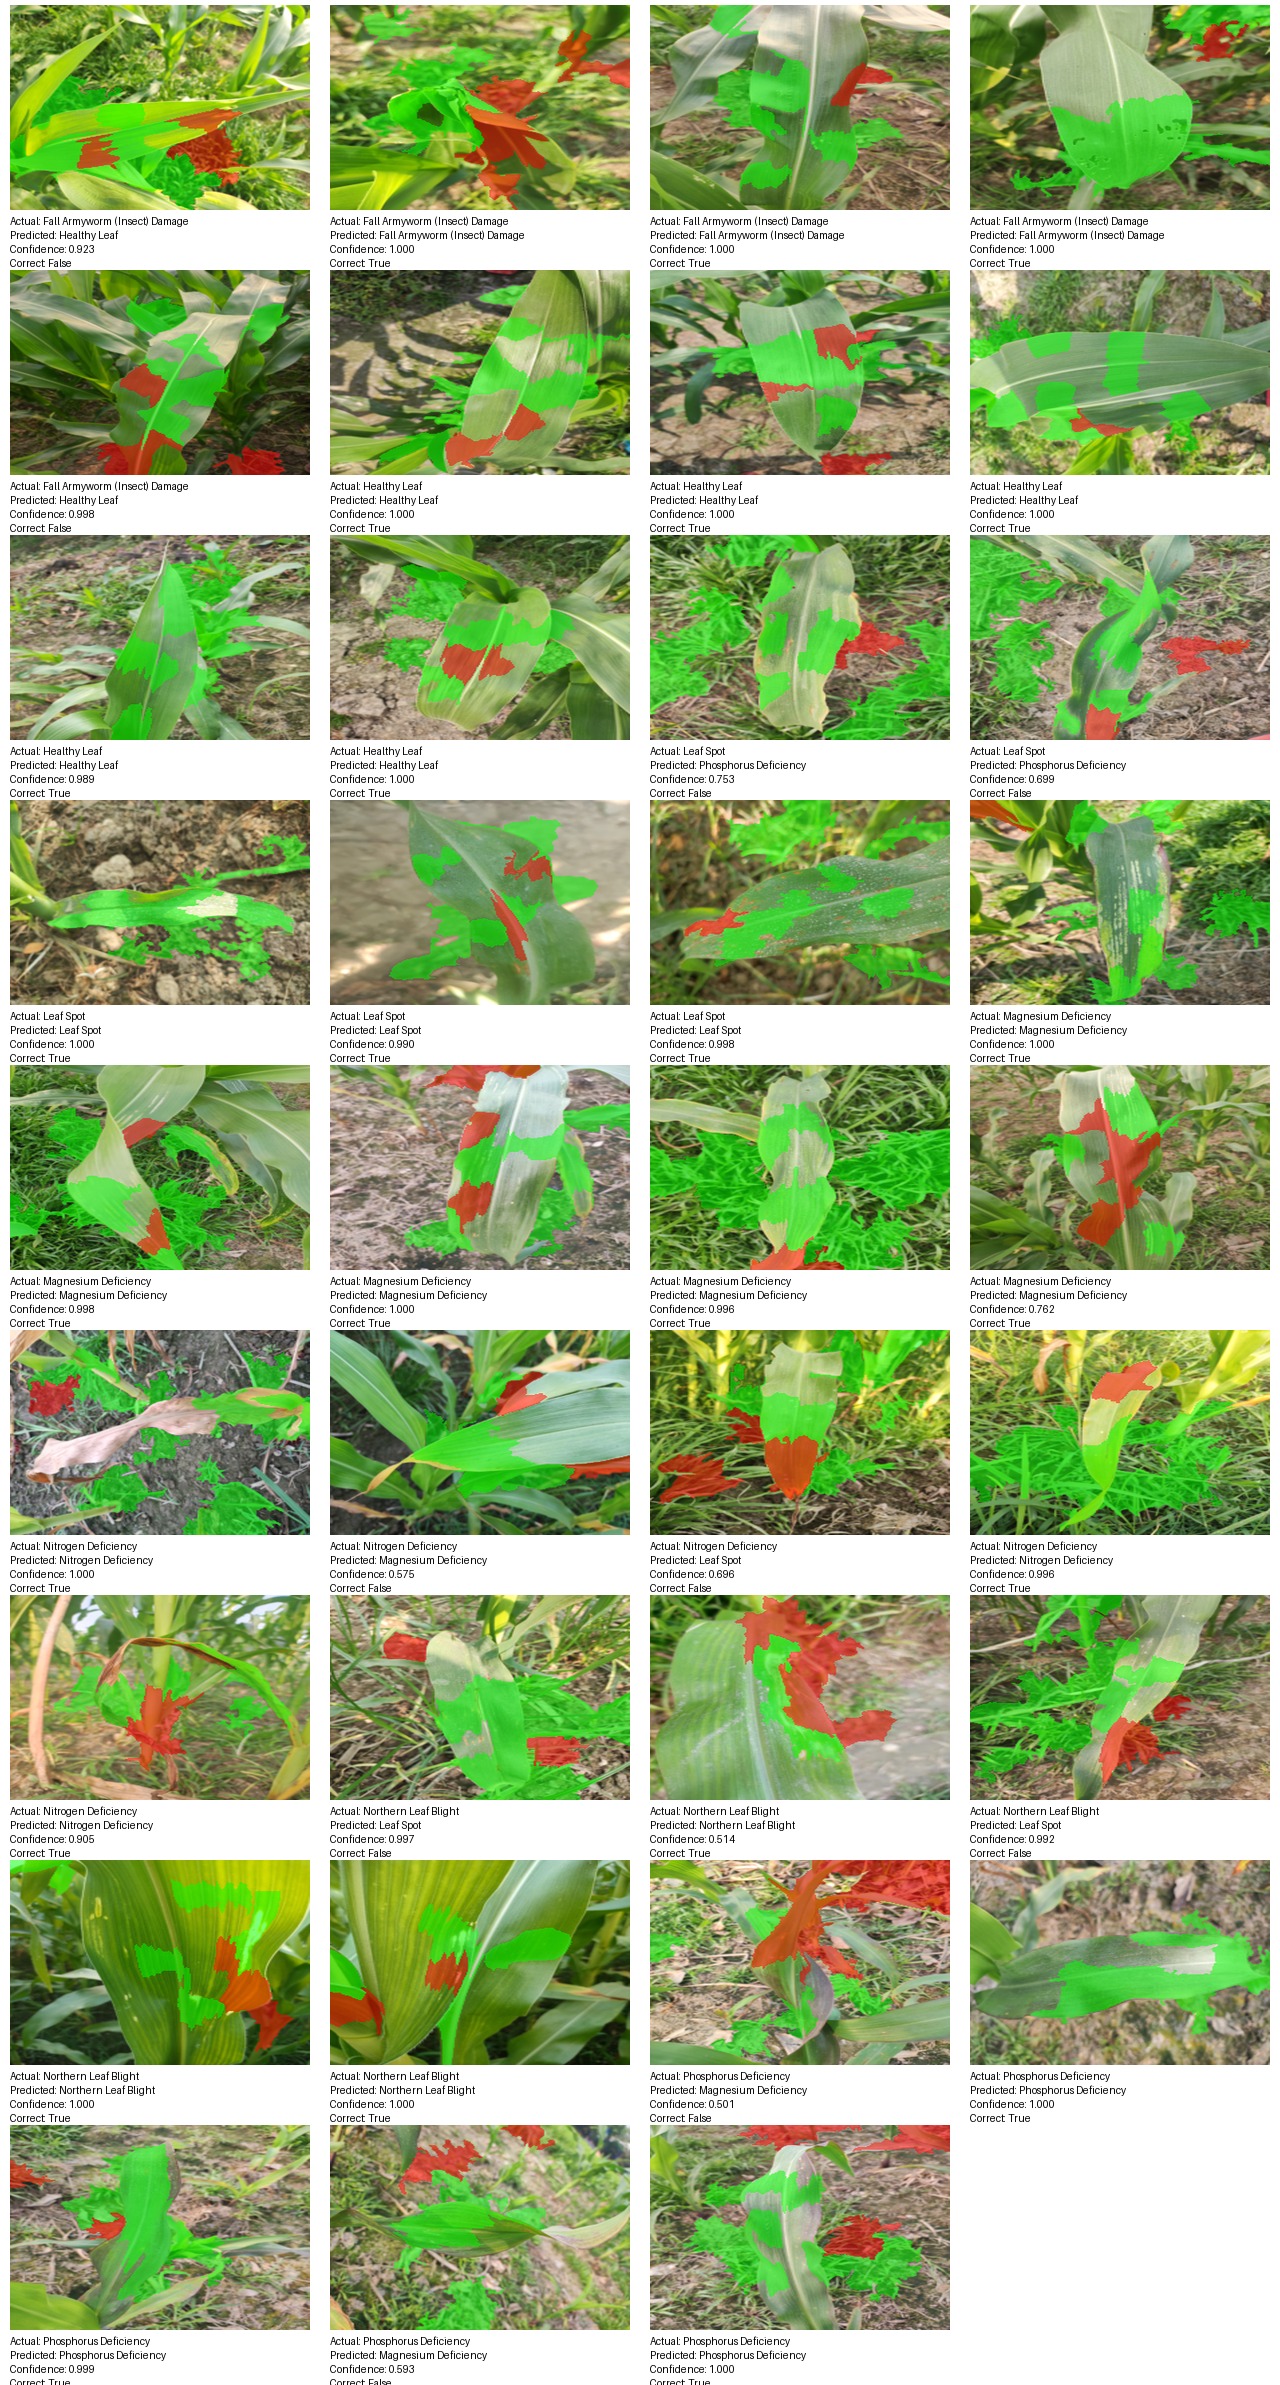 Actual: Fall Armyworm (Insect) Damage
Predicted: Healthy Leaf
Confidence: 0.923
Correct: False
Actual: Fall Armyworm (Insect) Damage
Predicted: Fall Armyworm (Insect) Damage
Confidence: 1.000
Correct: True
Actual: Fall Armyworm (Insect) Damage
Predicted: Fall Armyworm (Insect) Damage
Confidence: 1.000
Correct: True
Actual: Fall Armyworm (Insect) Damage
Predicted: Fall Armyworm (Insect) Damage
Confidence: 1.000
Correct: True
Actual: Fall Armyworm (Insect) Damage
Predicted: Healthy Leaf
Confidence: 0.998
Correct: False
Actual: Healthy Leaf
Predicted: Healthy Leaf
Confidence: 1.000
Correct: True
Actual: Healthy Leaf
Predicted: Healthy Leaf
Confidence: 1.000
Correct: True
Actual: Healthy Leaf
Predicted: Healthy Leaf
Confidence: 1.000
Correct: True
Actual: Healthy Leaf
Predicted: Healthy Leaf
Confidence: 0.989
Correct: True
Actual: Healthy Leaf
Predicted: Healthy Leaf
Confidence: 1.000
Correct: True
Actual: Leaf Spot
Predicted: Phosphorus Deficiency
Confidence: 0.753
Correct: False
Actual: Leaf Spot
Predicted: Phosphorus Deficiency
Confidence: 0.699
Correct: False
Actual: Leaf Spot
Predicted: Leaf Spot
Confidence: 1.000
Correct: True
Actual: Leaf Spot
Predicted: Leaf Spot
Confidence: 0.990
Correct: True
Actual: Leaf Spot
Predicted: Leaf Spot
Confidence: 0.998
Correct: True
Actual: Magnesium Deficiency
Predicted: Magnesium Deficiency
Confidence: 1.000
Correct: True
Actual: Magnesium Deficiency
Predicted: Magnesium Deficiency
Confidence: 0.998
Correct: True
Actual: Magnesium Deficiency
Predicted: Magnesium Deficiency
Confidence: 1.000
Correct: True
Actual: Magnesium Deficiency
Predicted: Magnesium Deficiency
Confidence: 0.996
Correct: True
Actual: Magnesium Deficiency
Predicted: Magnesium Deficiency
Confidence: 0.762
Correct: True
Actual: Nitrogen Deficiency
Predicted: Nitrogen Deficiency
Confidence: 1.000
Correct: True
Actual: Nitrogen Deficiency
Predicted: Magnesium Deficiency
Confidence: 0.575
Correct: False
Actual: Nitrogen Deficiency
Predicted: Leaf Spot
Confidence: 0.696
Correct: False
Actual: Nitrogen Deficiency
Predicted: Nitrogen Deficiency
Confidence: 0.996
Correct: True
Actual: Nitrogen Deficiency
Predicted: Nitrogen Deficiency
Confidence: 0.905
Correct: True
Actual: Northern Leaf Blight
Predicted: Leaf Spot
Confidence: 0.997
Correct: False
Actual: Northern Leaf Blight
Predicted: Northern Leaf Blight
Confidence: 0.514
Correct: True
Actual: Northern Leaf Blight
Predicted: Leaf Spot
Confidence: 0.992
Correct: False
Actual: Northern Leaf Blight
Predicted: Northern Leaf Blight
Confidence: 1.000
Correct: True
Actual: Northern Leaf Blight
Predicted: Northern Leaf Blight
Confidence: 1.000
Correct: True
Actual: Phosphorus Deficiency
Predicted: Magnesium Deficiency
Confidence: 0.501
Correct: False
Actual: Phosphorus Deficiency
Predicted: Phosphorus Deficiency
Confidence: 1.000
Correct: True
Actual: Phosphorus Deficiency
Predicted: Phosphorus Deficiency
Confidence: 0.999
Correct: True
Actual: Phosphorus Deficiency
Predicted: Magnesium Deficiency
Confidence: 0.593
Correct: False
Actual: Phosphorus Deficiency
Predicted: Phosphorus Deficiency
Confidence: 1.000
Correct: True